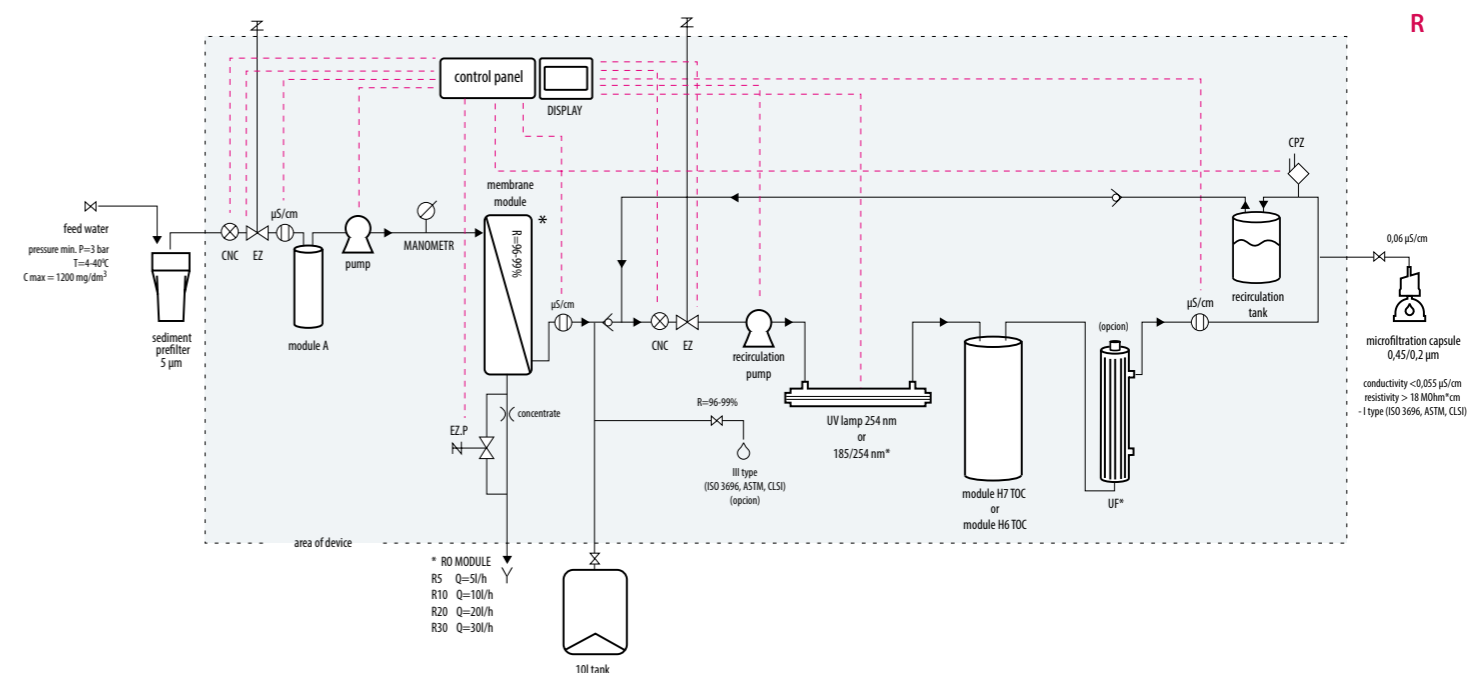 R
control panel
DISPLAY
CPZ
µS/cm
membrane
module
*
feed water
pressure min. P=3 bar
T=4-40⁰C
C max = 1200 mg/dm³
CNC
EZ
pump
MANOMETR
R=96-99%
0,06 µS/cm
recirculation
tank
sediment
prefilter
5 µm
module A
µS/cm
CNC
EZ
recirculation
pump
(opcion)
µS/cm
microfiltration capsule
0,45/0,2 µm
conductivity <0,055 µS/cm
resistivity > 18 MOhm*cm
- I type (ISO 3696, ASTM, CLSI)
concentrate
EZ.P
R=96-99%
III type
(ISO 3696, ASTM, CLSI)
(opcion)
UV lamp 254 nm
or
185/254 nm*
module H7 TOC
or
module H6 TOC
UF*
area of device
* RO MODULE
R5 Q=5l/h
R10 Q=10l/h
R20 Q=20l/h
R30 Q=30l/h
10l tank